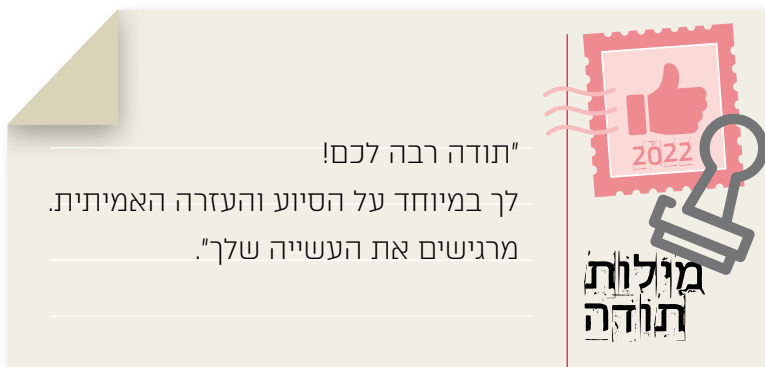 "תודה רבה לכם!
לך במיוחד על הסיוע והעזרה האמיתית.
מרגישים את העשייה שלך".
2022
מילות
תודה